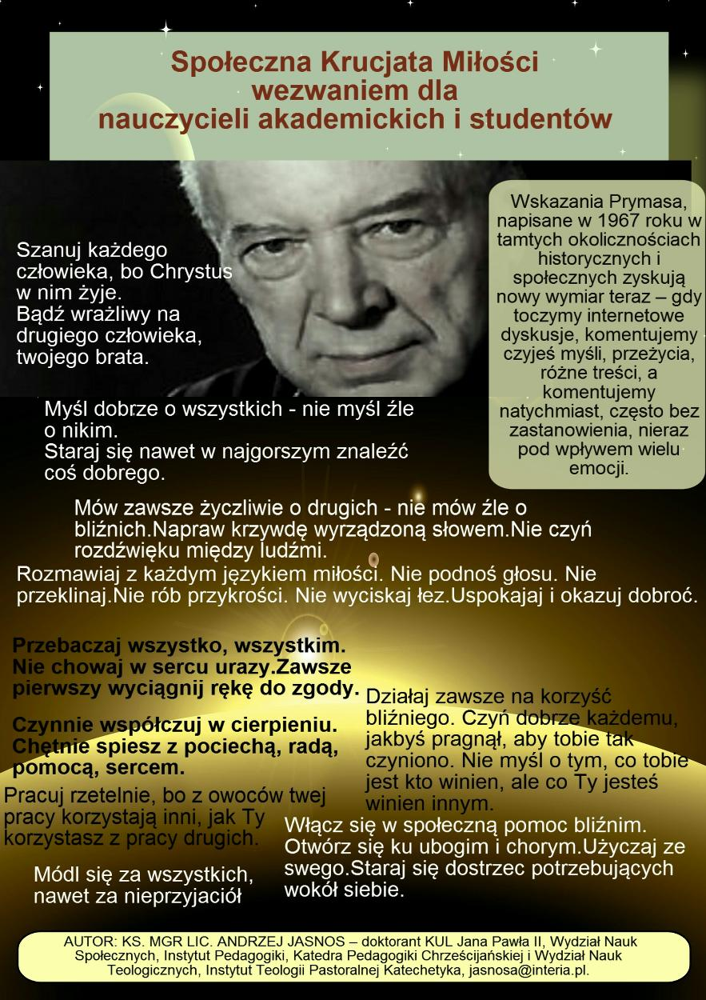 Społeczna Krucjata Miłości
wezwaniem dla
nauczycieli akademickich i studentów
Szanuj każdego
człowieka, bo Chrystus
w nim żyje.
Bądź wrażliwy na
drugiego człowieka,
twojego brata.
Wskazania Prymasa,
napisane w 1967 roku w
tamtych okolicznościach
historycznych i
społecznych zyskują
nowy wymiar teraz – gdy
toczymy internetowe
dyskusje, komentujemy
czyjeś myśli, przeżycia,
różne treści, a
komentujemy
natychmiast, często bez
zastanowienia, nieraz
pod wpływem wielu
emocji.
Myśl dobrze o wszystkich - nie myśl źle
o nikim.
Staraj się nawet w najgorszym znaleźć
coś dobrego.
Mów zawsze życzliwie o drugich - nie mów źle o
bliźnich.Napraw krzywdę wyrządzoną słowem.Nie czyń
rozdźwięku między ludźmi.
Rozmawiaj z każdym językiem miłości. Nie podnoś głosu. Nie
przeklinaj.Nie rób przykrości. Nie wyciskaj łez.Uspokajaj i okazuj dobroć.
Przebaczaj wszystko, wszystkim.
Nie chowaj w sercu urazy.Zawsze
pierwszy wyciągnij rękę do zgody.
Działaj zawsze na korzyść
bliźniego. Czyń dobrze każdemu,
jakbyś pragnął, aby tobie tak
czyniono. Nie myśl o tym, co tobie
jest kto winien, ale co Ty jesteś
winien innym.
Czynnie współczuj w cierpieniu.
Chętnie spiesz z pociechą, radą,
pomocą, sercem.
Pracuj rzetelnie, bo z owoców twej
pracy korzystają inni, jak Ty
korzystasz z pracy drugich.
Włącz się w społeczną pomoc bliźnim.
Otwórz się ku ubogim i chorym.Użyczaj ze
swego.Staraj się dostrzec potrzebujących
wokół siebie.
Módl się za wszystkich,
nawet za nieprzyjaciół
AUTOR: KS. MGR LIC. ANDRZEJ JASNOS – doktorant KUL Jana Pawła II, Wydział Nauk
Społecznych, Instytut Pedagogiki, Katedra Pedagogiki Chrześcijańskiej i Wydział Nauk
Teologicznych, Instytut Teologii Pastoralnej Katechetyka, jasnosa@interia.pl.